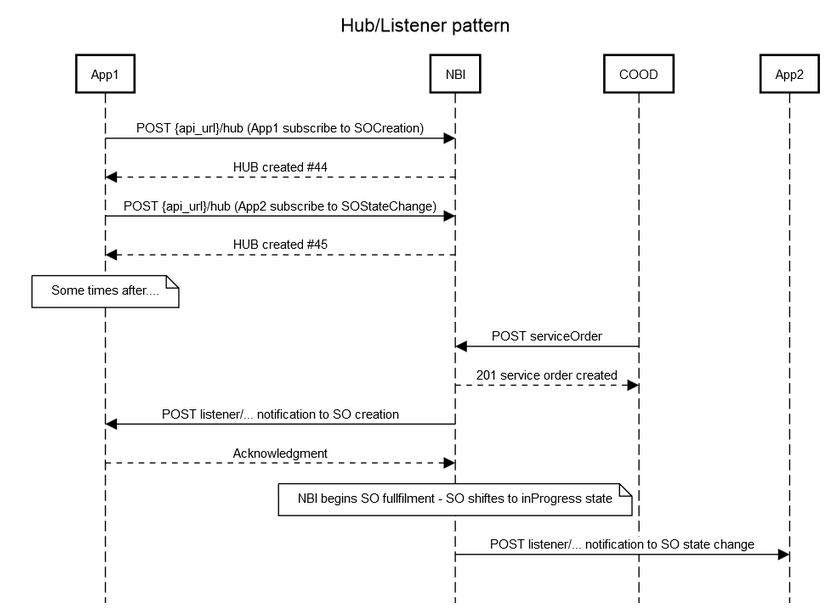 Hub/Listener pattern
App1
NBI
COOD
App2
POST {api_url}/hub (App1 subscribe to SOCreation)
HUB created #44
POST {api_url}/hub (App2 subscribe to SOStateChange)
HUB created #45
Some times after....
POST serviceOrder
201 service order created
POST listener/... notification to SO creation
Acknowledgment
NBI begins SO fullfilment - SO shiftes to inProgress state
POST listener/... notification to SO state change